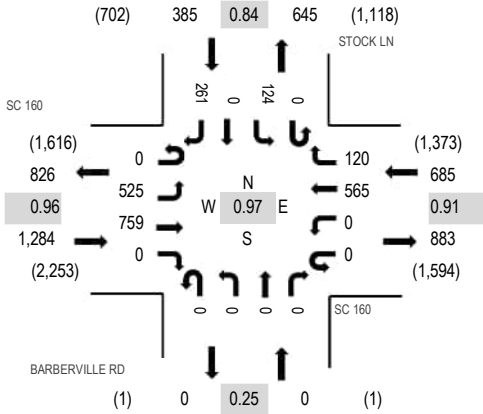 (702) 385 0.84 645 (1,118)
STOCK LN
261 0 124 0
SC 160
(1,616) 0 120 (1,373)
826 525 N 565 685
0.96 W 0.97 E 0.91
1,284 759 S 0 883
(2,253) 0 0 (1,594)
0 0 0 0
SC 160
BARBERVILLE RD
(1) 0 0.25 0 (1)